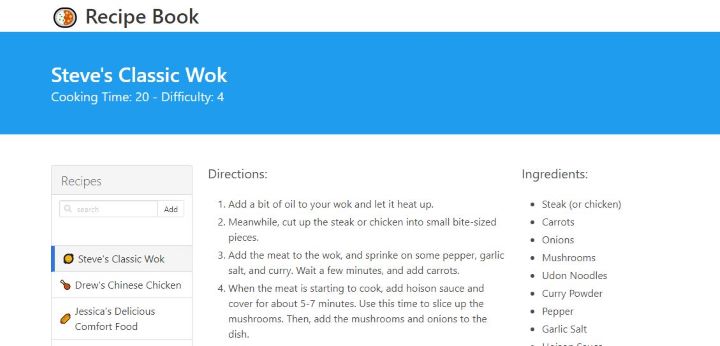 Recipe Book
Steve's Classic Wok
Cooking Time: 20 - Difficulty: 4
Recipes
search
Add
Steve's Classic Wok
Drew's Chinese Chicken
Jessica's Delicious
Comfort Food
Directions:
1. Add a bit of oil to your wok and let it heat up.
2. Meanwhile, cut up the steak or chicken into small bite-sized
pieces.
3. Add the meat to the wok, and sprinke on some pepper, garlic
salt, and curry. Wait a few minutes, and add carrots.
4. When the meat is starting to cook, add hoison sauce and
cover for about 5-7 minutes. Use this time to slice up the
mushrooms. Then, add the mushrooms and onions to the
dish.
Ingredients:
• Steak (or chicken)
• Carrots
• Onions
• Mushrooms
• Udon Noodles
• Curry Powder
• Pepper
• Garlic Salt
• Hoison Sauce